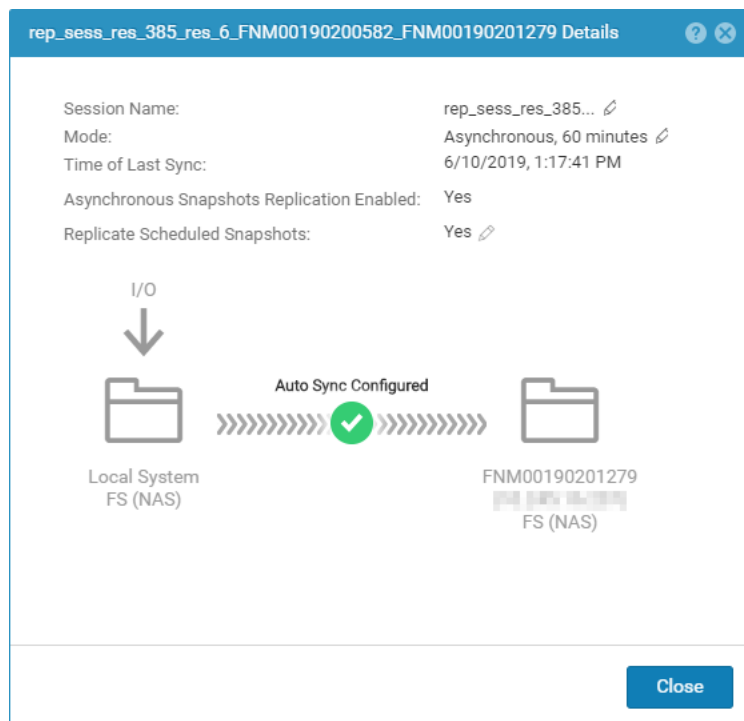 rep_sess_res_385_res_6_FNM00190200582_FNM00190201279 Details
Session Name: rep_sess_res_385...
Mode: Asynchronous, 60 minutes
Time of Last Sync: 6/10/2019, 1:17:41 PM
Asynchronous Snapshots Replication Enabled: Yes
Replicate Scheduled Snapshots: Yes
I/O
Auto Sync Configured
Local System
FS (NAS)
FNM00190201279
FS (NAS)
Close